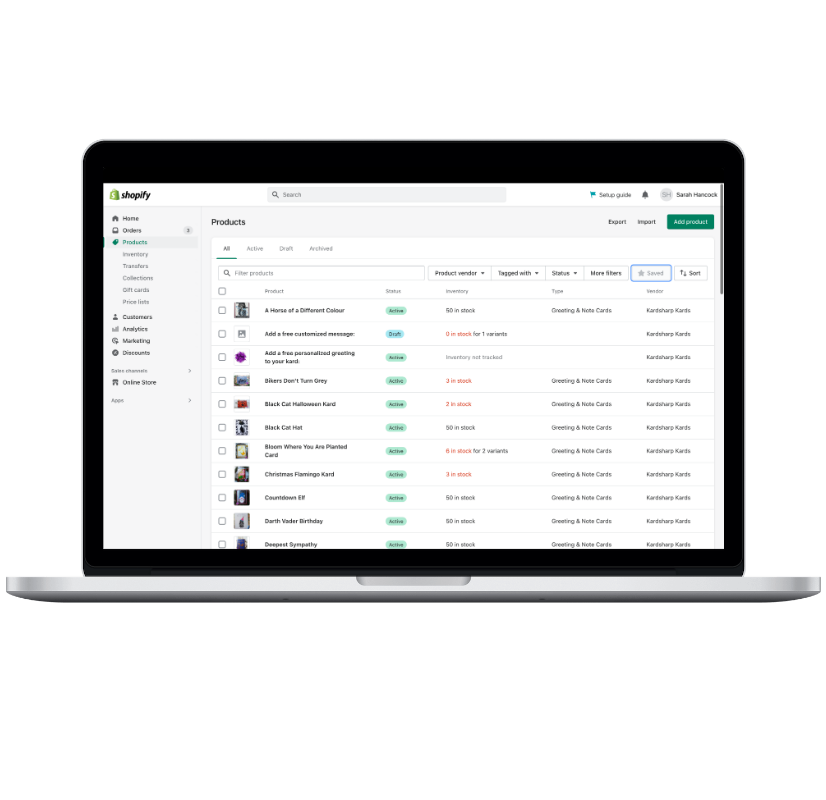 shopify
Search
Setup guide
SH
Sarah Hancock
Home
Orders
3
Products
Inventory
Transfers
Collections
Gift cards
Price lists
Customers
Analytics
Marketing
Discounts
Sales channels
Online Store
Apps
Products
Export
Import
Add product
All
Active
Draft
Archived
Filter products
Product vendor
Tagged with
Status
More filters
Saved
Sort
Product Status Inventory Type Vendor
A Horse of a Different Colour Active 50 in stock Greeting & Note Cards Kardsharp Kards
Add a free customized message: Draft 0 in stock for 1 variants Kardsharp Kards
Add a free personalized greeting
to your kard: Active Inventory not tracked Kardsharp Kards
Bikers Don't Turn Grey Active 3 in stock Greeting & Note Cards Kardsharp Kards
Black Cat Halloween Kard Active 2 in stock Greeting & Note Cards Kardsharp Kards
Black Cat Hat Active 50 in stock Greeting & Note Cards Kardsharp Kards
Bloom Where You Are Planted
Card Active 6 in stock for 2 variants Greeting & Note Cards Kardsharp Kards
Christmas Flamingo Kard Active 3 in stock Greeting & Note Cards Kardsharp Kards
Countdown Elf Active 50 in stock Greeting & Note Cards Kardsharp Kards
Darth Vader Birthday Active 50 in stock Greeting & Note Cards Kardsharp Kards
Deepest Sympathy Active 50 in stock Greeting & Note Cards Kardsharp Kards